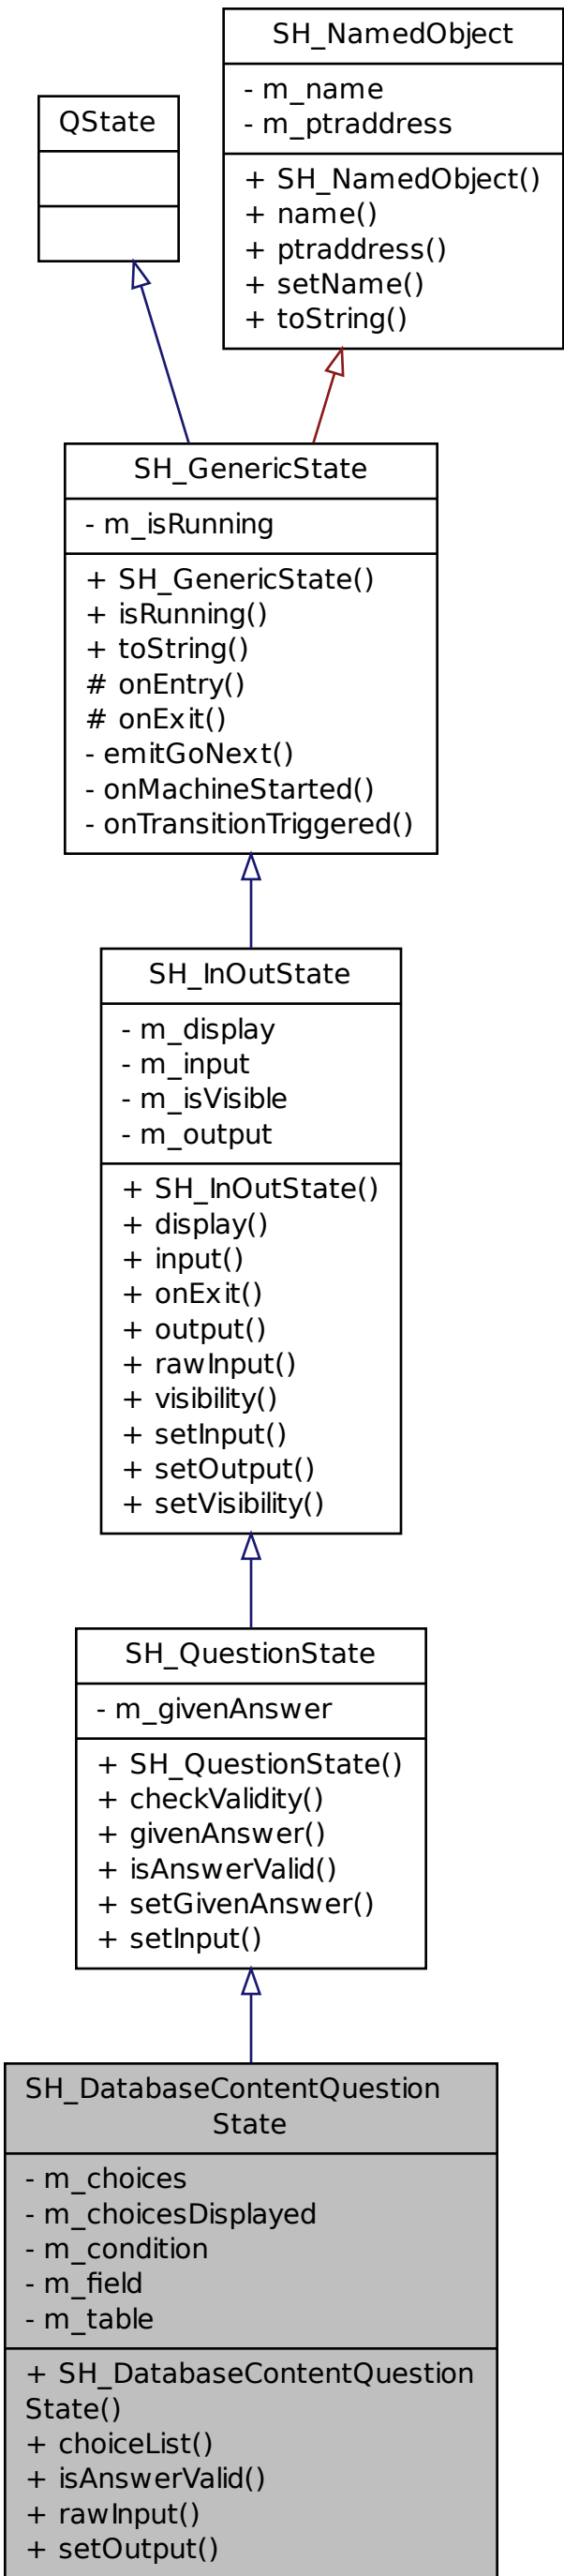 SH_NamedObject
- m_name
- m_ptraddress
+ SH_NamedObject()
+ name()
+ ptraddress()
+ setName()
+ toString()
QState
SH_GenericState
- m_isRunning
+ SH_GenericState()
+ isRunning()
+ toString()
# onEntry()
# onExit()
- emitGoNext()
- onMachineStarted()
- onTransitionTriggered()
SH_InOutState
- m_display
- m_input
- m_isVisible
- m_output
+ SH_InOutState()
+ display()
+ input()
+ onExit()
+ output()
+ rawInput()
+ visibility()
+ setInput()
+ setOutput()
+ setVisibility()
SH_QuestionState
- m_givenAnswer
+ SH_QuestionState()
+ checkValidity()
+ givenAnswer()
+ isAnswerValid()
+ setGivenAnswer()
+ setInput()
SH_DatabaseContentQuestion
State
- m_choices
- m_choicesDisplayed
- m_condition
- m_field
- m_table
+ SH_DatabaseContentQuestion
State()
+ choiceList()
+ isAnswerValid()
+ rawInput()
+ setOutput()